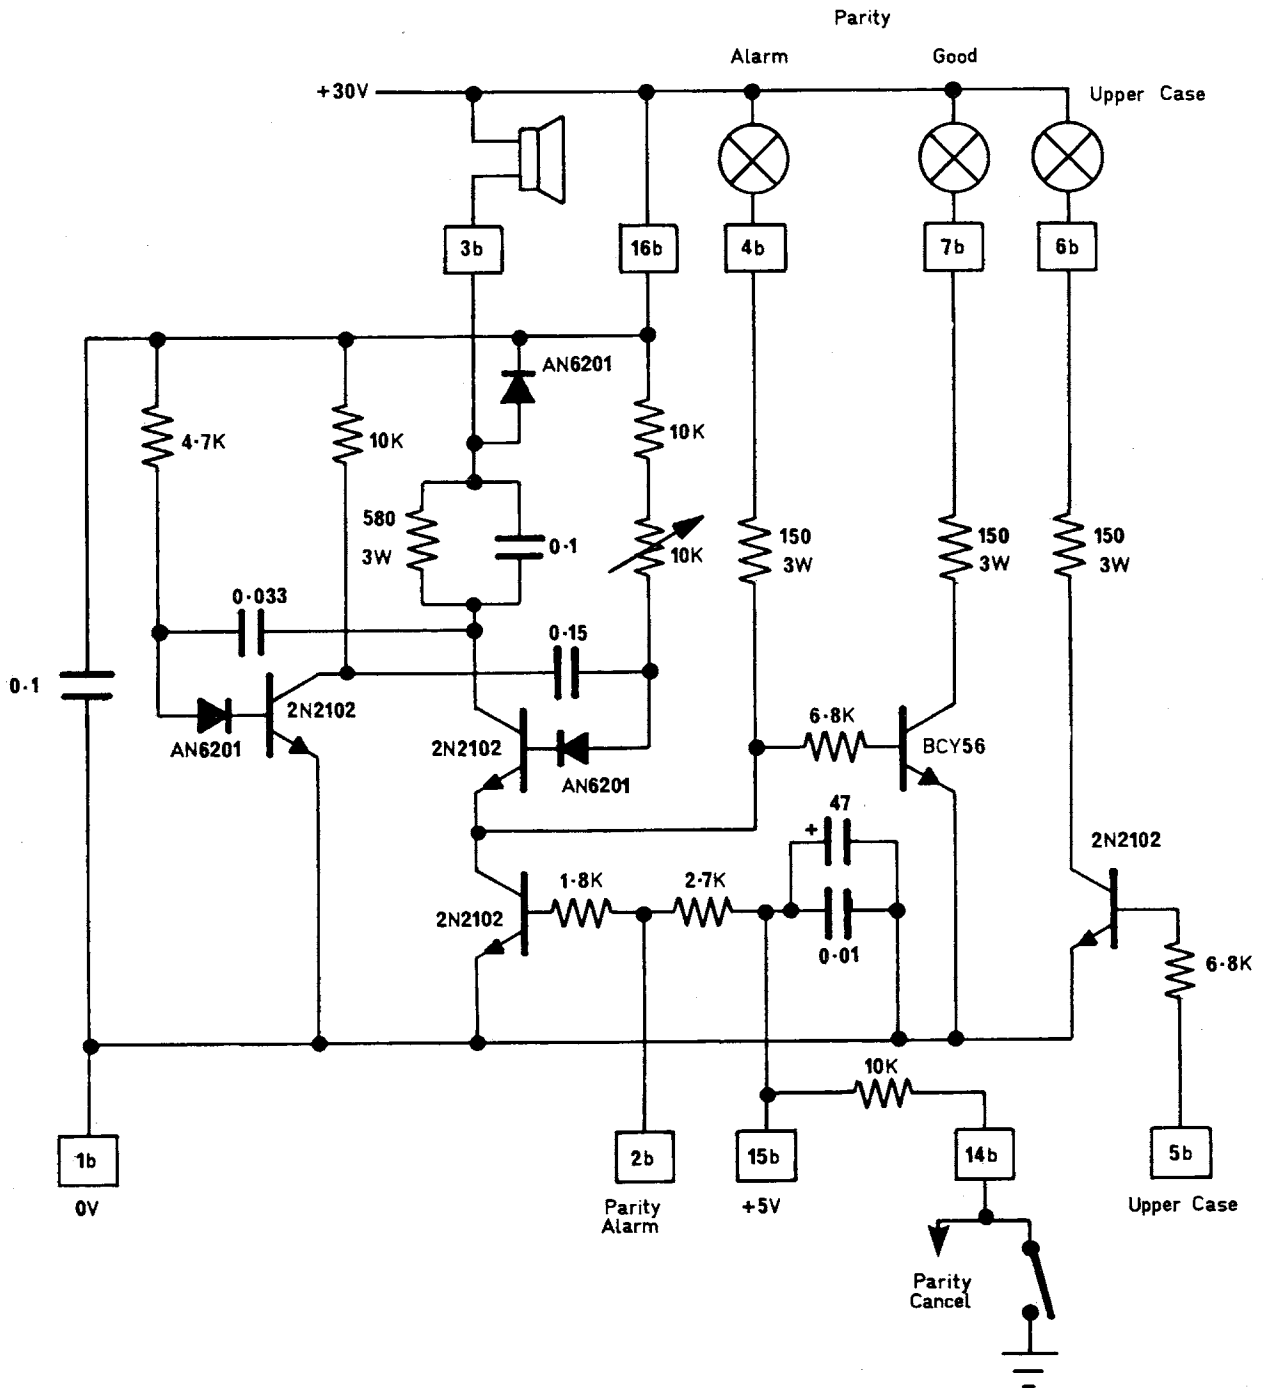 Parity
Alarm
Good
+30V
Upper Case
3b
16b
4b
7b
6b
AN6201
4·7K
10K
10K
580
3W
0·1
10K
150
3W
150
3W
150
3W
0·033
0·15
0·1
2N2102
AN6201
2N2102
AN6201
6·8K
BCY56
47
+
2N2102
1·8K
2·7K
2N2102
0·01
6·8K
10K
1b
2b
15b
14b
5b
0V
Parity
Alarm
+5V
Upper Case
Parity
Cancel